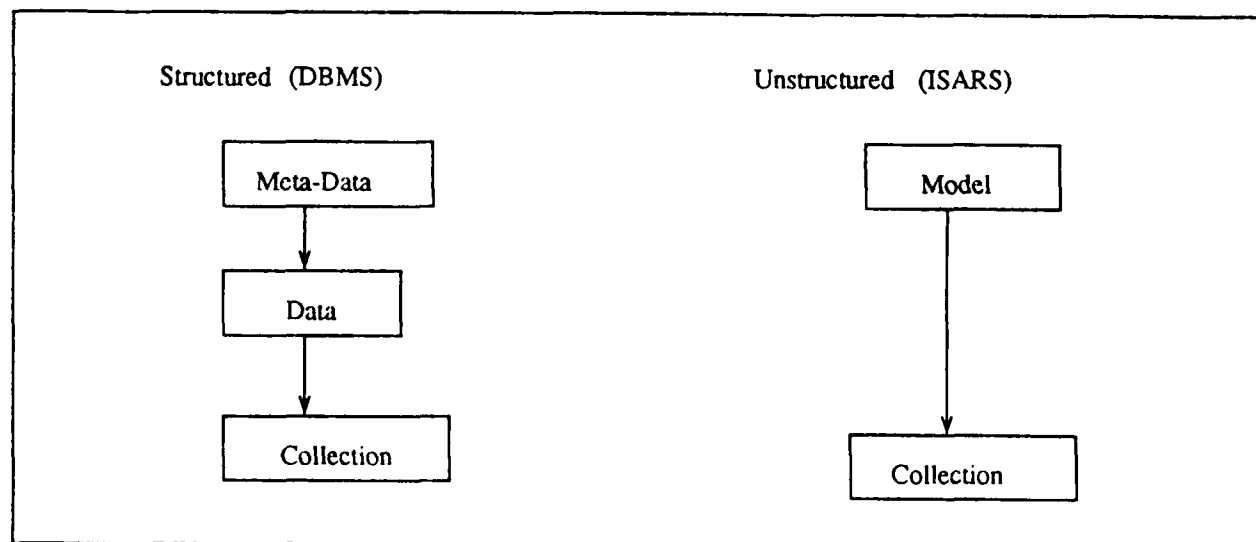 Structured (DBMS)
Unstructured (ISARS)
Meta-Data
Model
Data
Collection
Collection